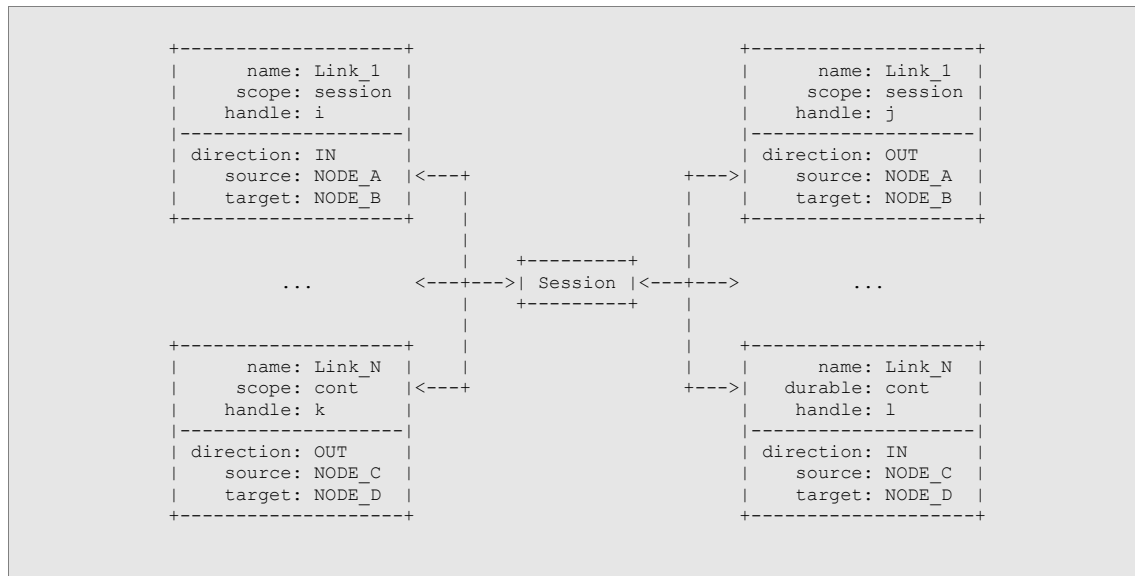 +--------------------+                             +--------------------+
|      name: Link_1  |                             |      name: Link_1  |
|     scope: session |                             |     scope: session |
|    handle: i       |                             |    handle: j       |
|--------------------|                             |--------------------|
| direction: IN      |                             | direction: OUT     |
|    source: NODE_A  |<---+                   +--->|    source: NODE_A  |
|    target: NODE_B  |    |                   |    |    target: NODE_B  |
+--------------------+    |                   |    +--------------------+
                          |                   |
                          |    +---------+    |
          ...        <---+--->| Session |<---+--->          ...
                          |    +---------+    |
                          |                   |
+--------------------+    |                   |    +--------------------+
|      name: Link_N  |    |                   |    |      name: Link_N  |
|     scope: cont    |<---+                   +--->|   durable: cont    |
|    handle: k       |                             |    handle: l       |
|--------------------|                             |--------------------|
| direction: OUT     |                             | direction: IN      |
|    source: NODE_C  |                             |    source: NODE_C  |
|    target: NODE_D  |                             |    target: NODE_D  |
+--------------------+                             +--------------------+